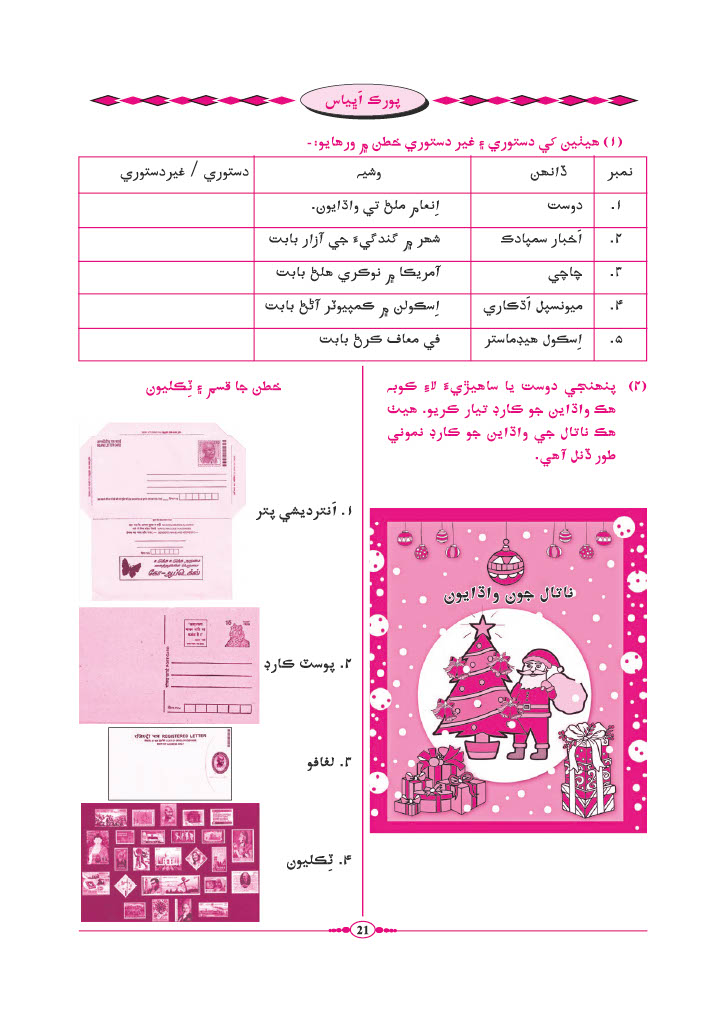 پورڪ اَڀياس
(۱) هيٺين کي دستوري ۽ غير دستوري خطن ۾ ورهايو:-
نمبر ڏانهن وشيہ دستوري / غيردستوري
۱. دوست اِنعام ملڻ تي واڌايون.
۲. اَخبار سمپادڪ شهر ۾ گندگيءَ جي آزار بابت
۳. چاچي آمريڪا ۾ نوڪري هلڻ بابت
۴. ميونسپل اَڌڪاري اِسڪولن ۾ ڪمپيوٽر آڻڻ بابت
۵. اِسڪول هيڊماستر في معاف ڪرڻ بابت
(۲) پنهنجي دوست يا ساهيڙيءَ لاءِ ڪوبہ
هڪ واڌاين جو ڪارڊ تيار ڪريو. هيٺ
هڪ ناتال جي واڌاين جو ڪارڊ نموني
طور ڏنل آهي.
ناتال جون واڌايون
خطن جا قسم ۽ ٽِڪليون
۱. اَنترديشي پتر
۲. پوسٽ ڪارڊ
REGISTERED LETTER
۳. لفافو
۴. ٽِڪليون
21